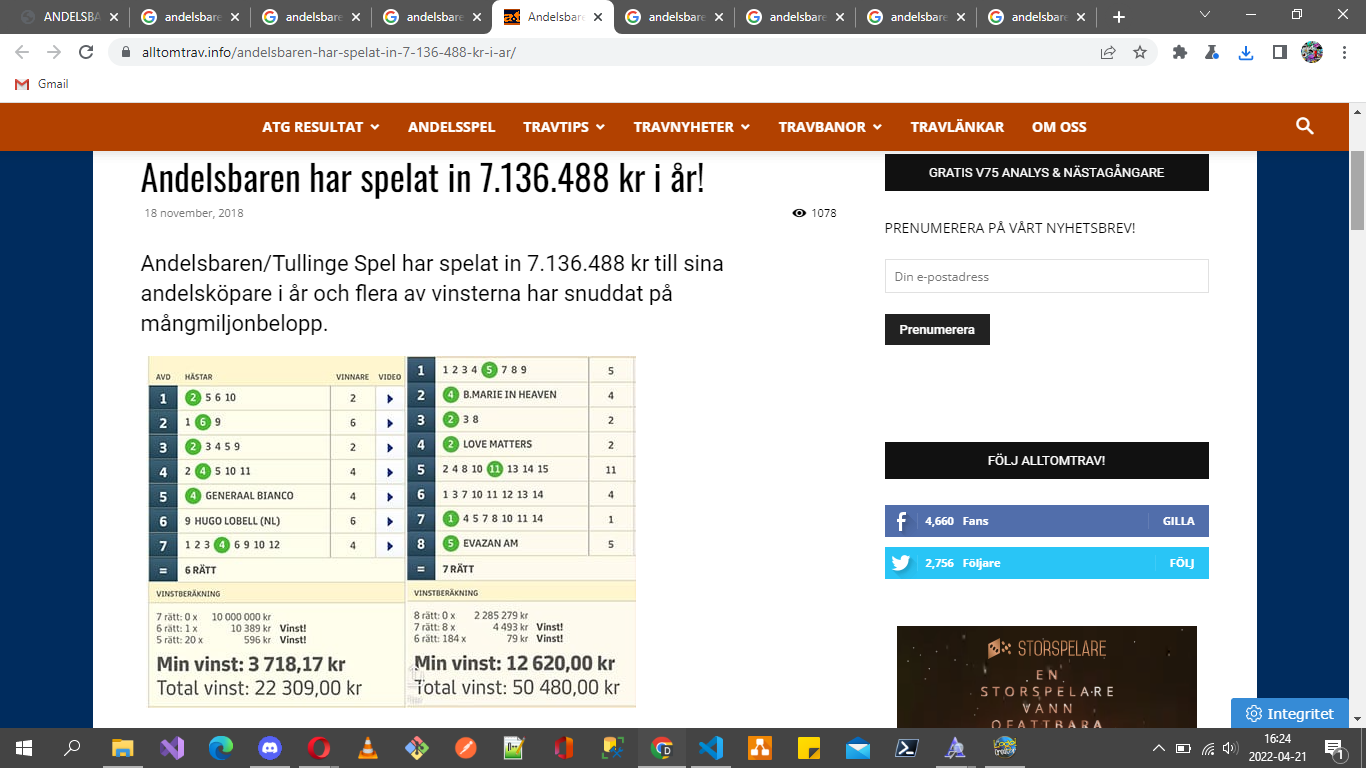 ANDELSBA
andelsbare
andelsbare
andelsbare
Andelsbare
andelsbare
andelsbare
andelsbare
andelsbare
alltomtrav.info/andelsbaren-har-spelat-in-7-136-488-kr-i-ar/
Gmail
ATG RESULTAT ANDELSSPEL TRAVTIPS TRAVNYHETER TRAVBANOR TRAVLÄNKAR OM OSS
Andelsbaren har spelat in 7.136.488 kr i år!
18 november, 2018 1078
Andelsbaren/Tullinge Spel har spelat in 7.136.488 kr till sina
andelsköpare i år och flera av vinsterna har snuddat på
mångmiljonbelopp.
AVD HÄSTAR VINNARE VIDEO
1 2 5 6 10 2
2 1 6 9 6
3 2 3 4 5 9 2
4 2 4 5 10 11 4
5 4 GENERAAL BIANCO 4
6 9 HUGO LOBELL (NL) 6
7 1 2 3 4 6 9 10 12 4
= 6 RÄTT
VINSTBERÄKNING
7 rätt: 0 x 10 000 000 kr
6 rätt: 1 x 10 389 kr Vinst!
5 rätt: 20 x 596 kr Vinst!
Min vinst: 3 718,17 kr
Total vinst: 22 309,00 kr
1 1 2 3 4 5 7 8 9 5
2 4 B.MARIE IN HEAVEN 4
3 2 3 8 2
4 2 LOVE MATTERS 2
5 2 4 8 10 11 13 14 15 11
6 1 3 7 10 11 12 13 14 4
7 1 4 5 7 8 10 11 14 1
8 5 EVAZAN AM 5
= 7 RÄTT
VINSTBERÄKNING
8 rätt: 0 x 2 285 279 kr
7 rätt: 8 x 4 493 kr Vinst!
6 rätt: 184 x 79 kr Vinst!
Min vinst: 12 620,00 kr
Total vinst: 50 480,00 kr
GRATIS V75 ANALYS & NÄSTAGÅNGARE
PRENUMERERA PÅ VÅRT NYHETSBREV!
Din e-postadress
Prenumerera
FÖLJ ALLTOMTRAV!
4,660 Fans GILLA
2,756 Följare FÖLJ
STORSPELARE
EN
STORSPELARE
VANN
OFATTBARA
Integritet
16:24
2022-04-21
1